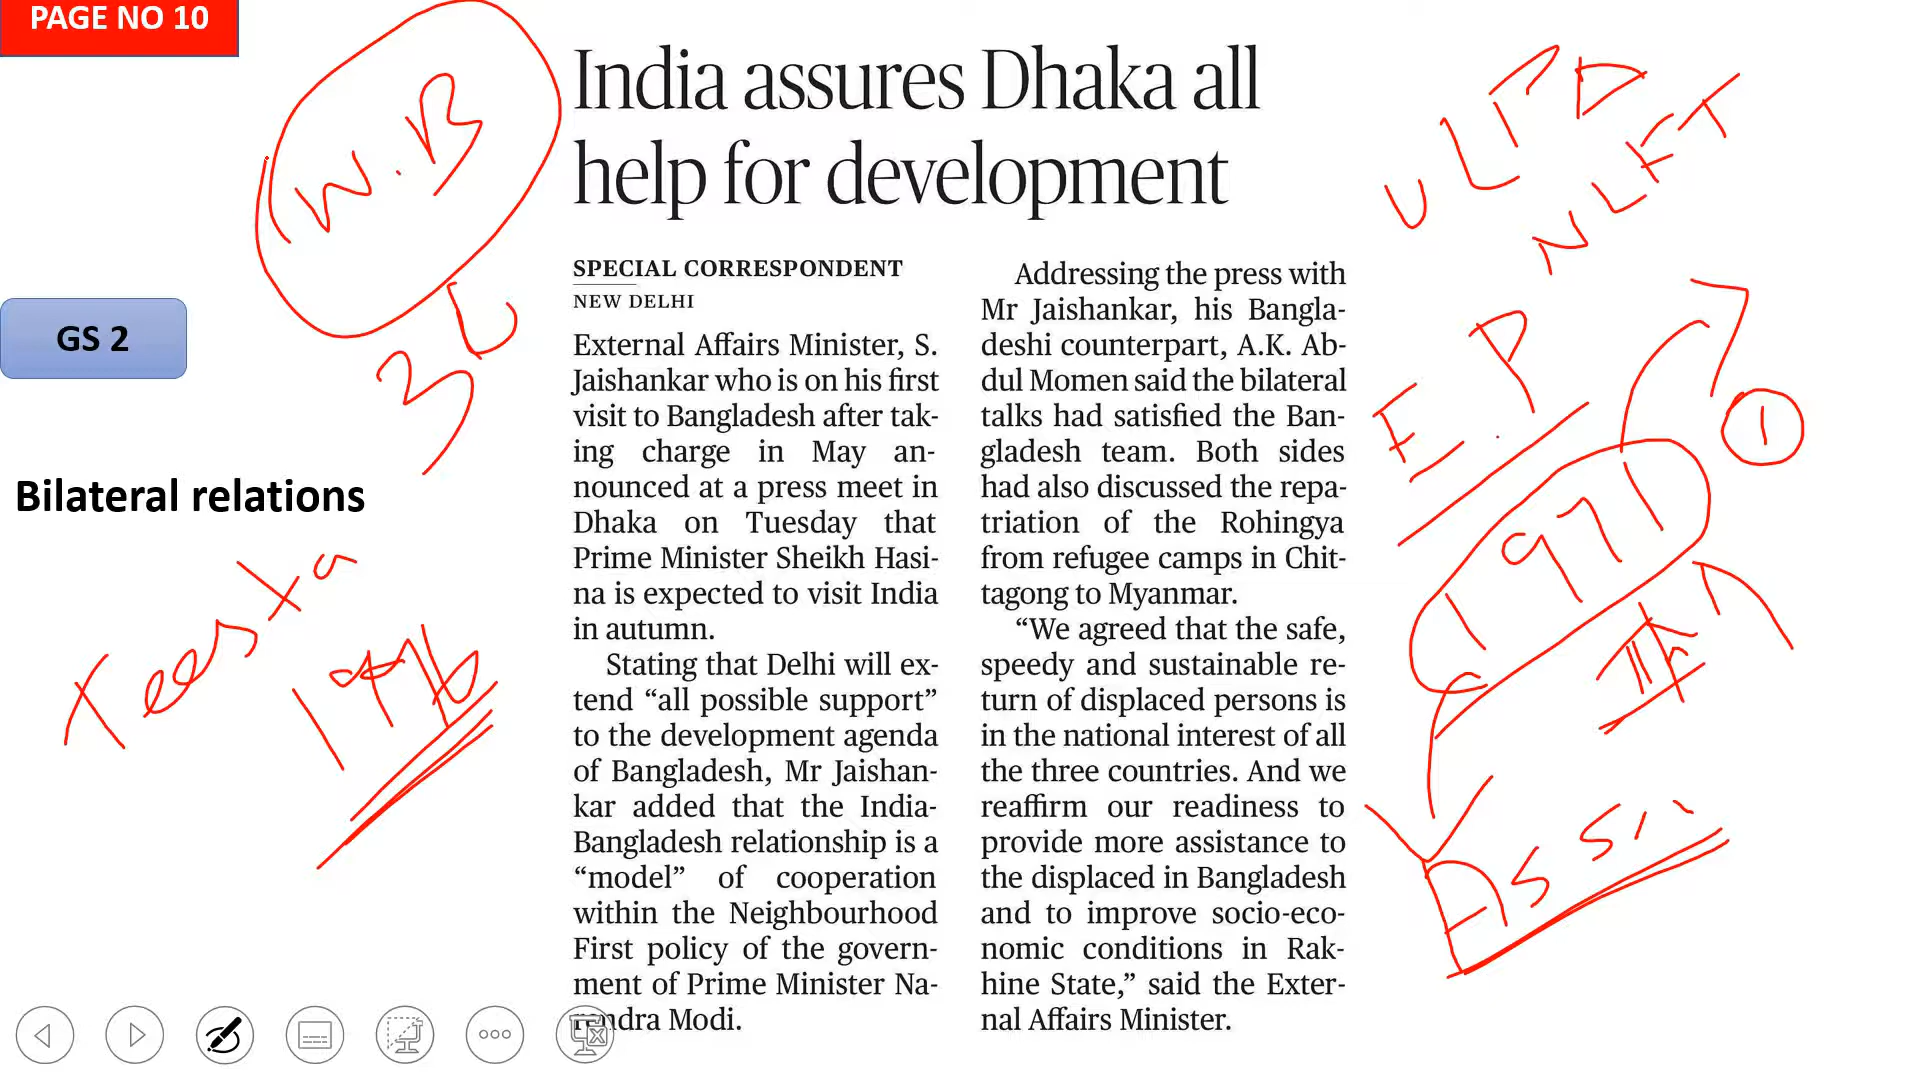 PAGE NO 10
India assures Dhaka all
help for development
SPECIAL CORRESPONDENT
NEW DELHI
External Affairs Minister, S.
Jaishankar who is on his first
visit to Bangladesh after tak-
ing charge in May an-
nounced at a press meet in
Dhaka on Tuesday that
Prime Minister Sheikh Hasi-
na is expected to visit India
in autumn.
Stating that Delhi will ex-
tend “all possible support”
to the development agenda
of Bangladesh, Mr Jaishan-
kar added that the India-
Bangladesh relationship is a
“model” of cooperation
within the Neighbourhood
First policy of the govern-
ment of Prime Minister Na-
rendra Modi.
Addressing the press with
Mr Jaishankar, his Bangla-
deshi counterpart, A.K. Ab-
dul Momen said the bilateral
talks had satisfied the Ban-
gladesh team. Both sides
had also discussed the repa-
triation of the Rohingya
from refugee camps in Chit-
tagong to Myanmar.
“We agreed that the safe,
speedy and sustainable re-
turn of displaced persons is
in the national interest of all
the three countries. And we
reaffirm our readiness to
provide more assistance to
the displaced in Bangladesh
and to improve socio-eco-
nomic conditions in Rak-
hine State,” said the Exter-
nal Affairs Minister.
GS 2
Bilateral relations
W.B
Teesta
NLFT
E.P
1971
1